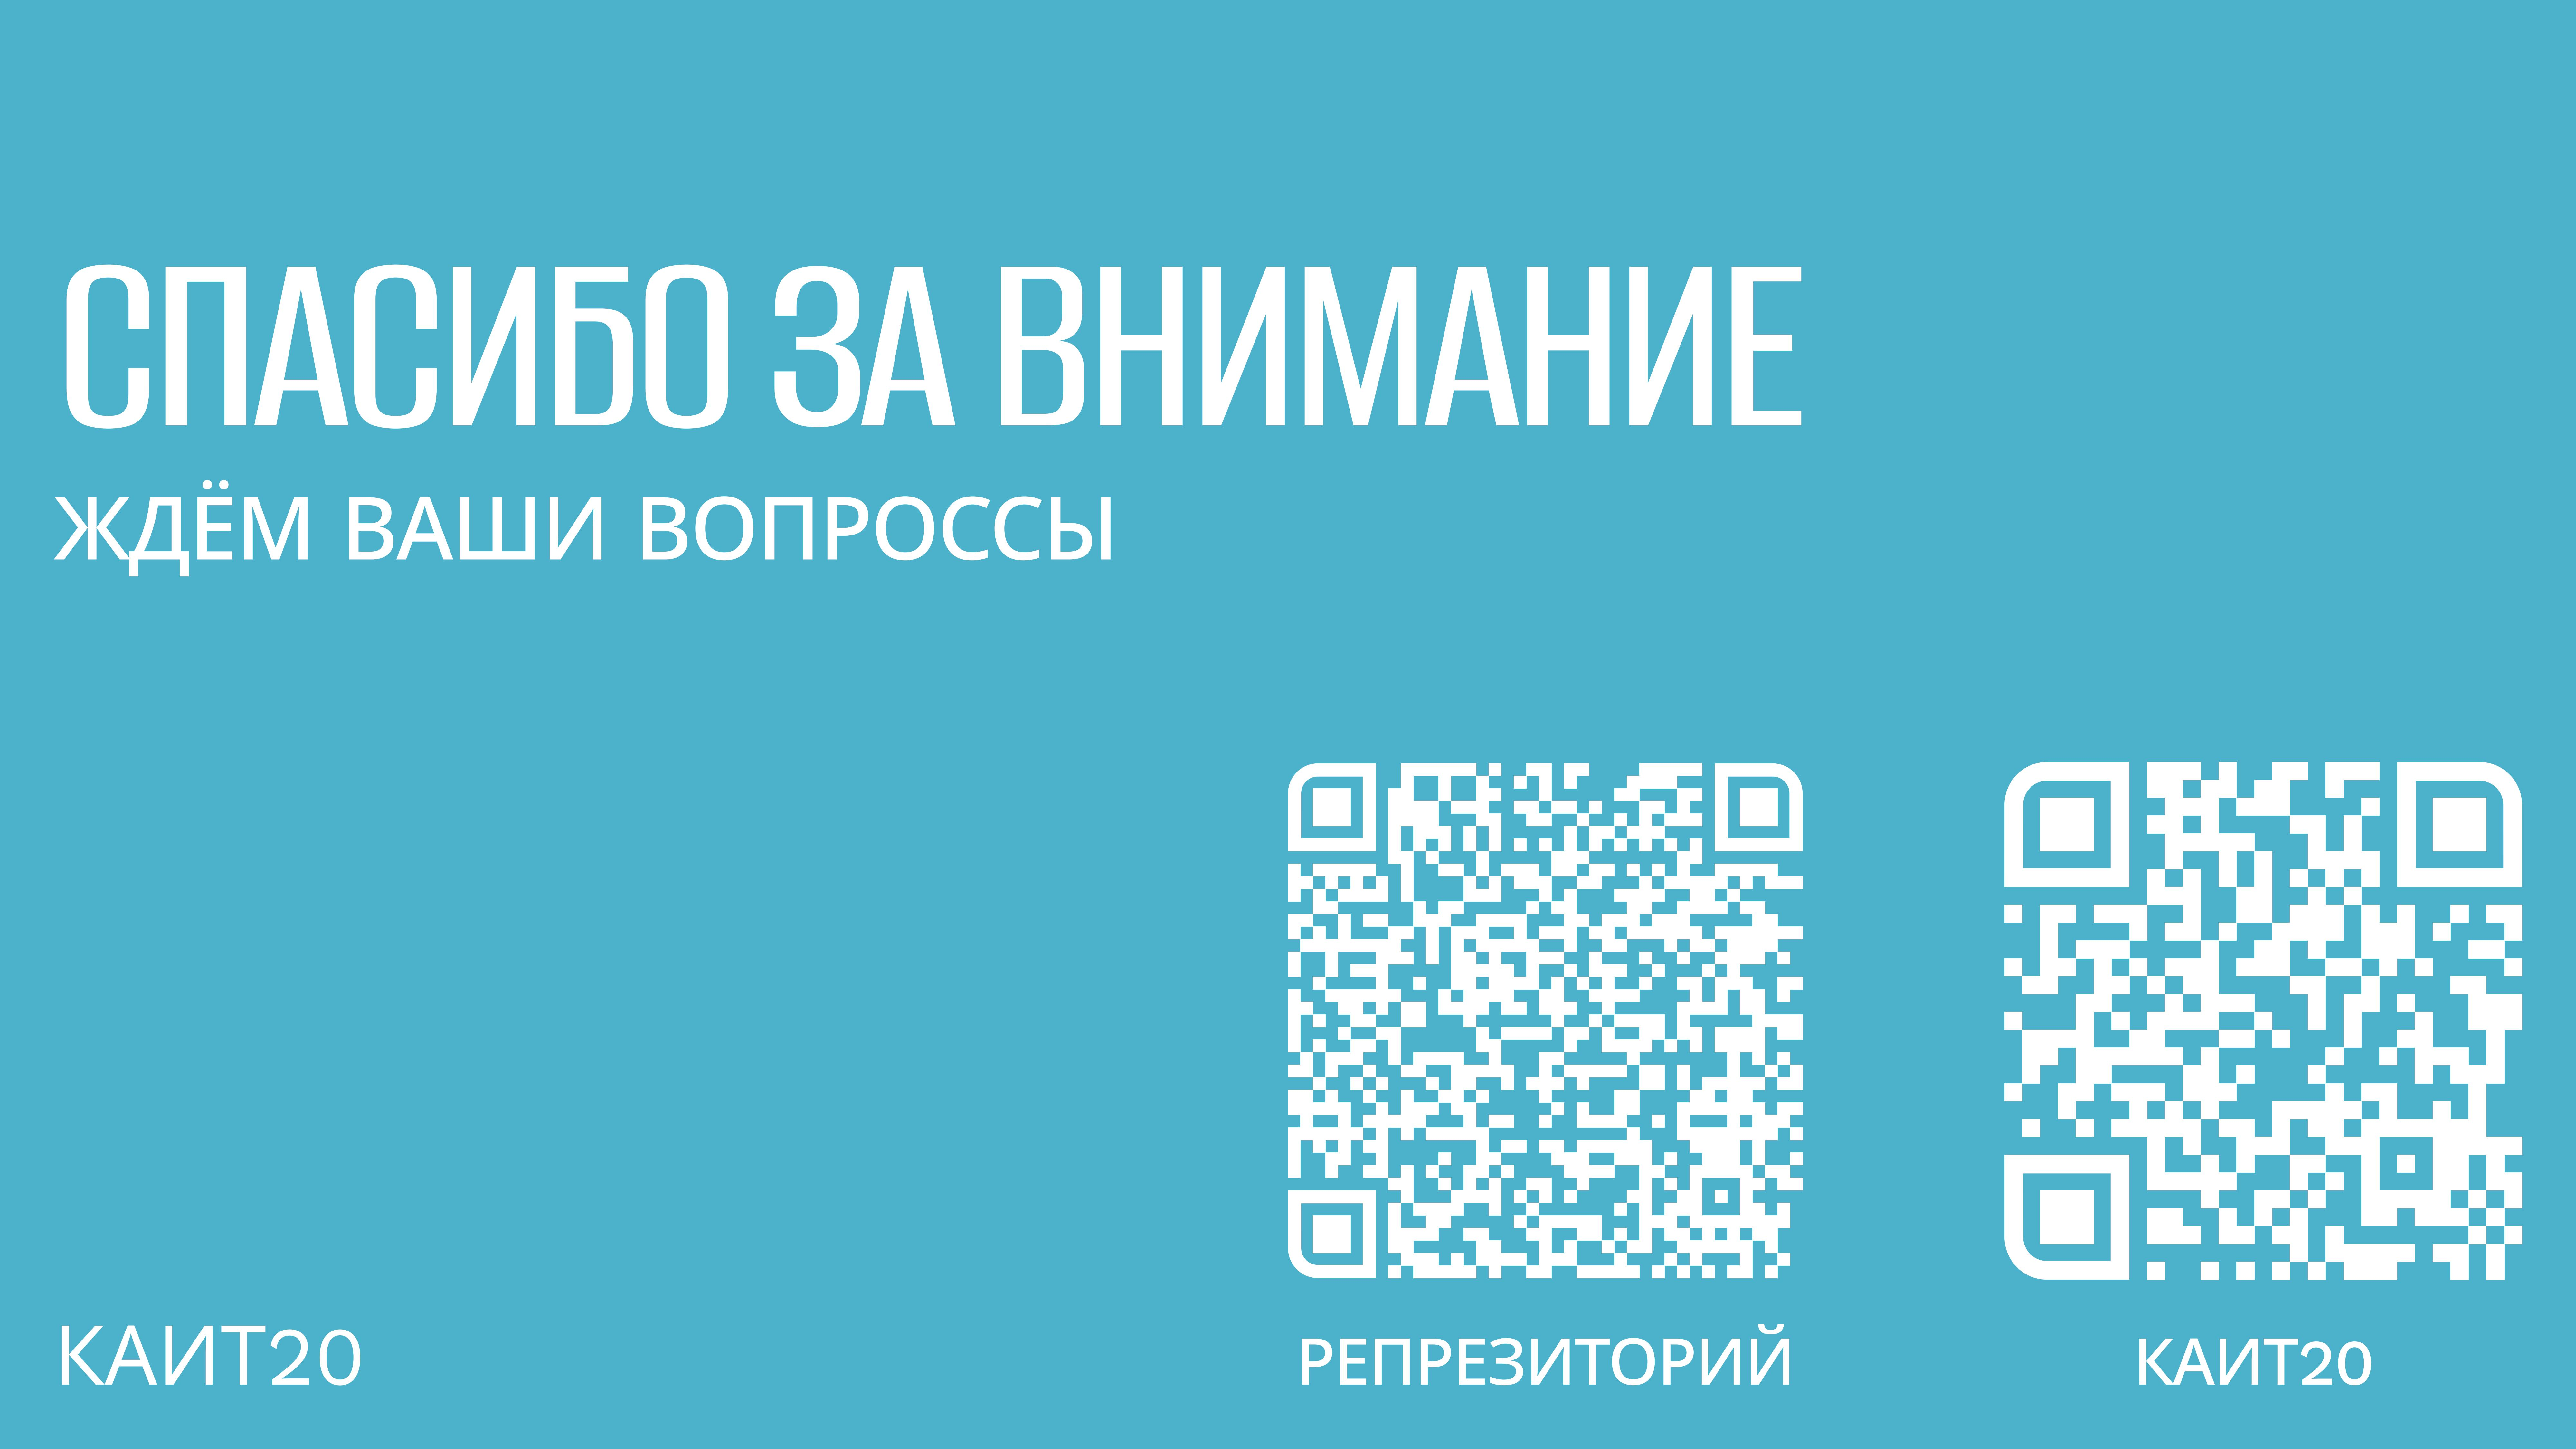 СПАСИБО ЗА ВНИМАНИЕ
ЖДЁМ ВАШИ ВОПРОССЫ
КАИТ20
РЕПРЕЗИТОРИЙ
КАИТ20